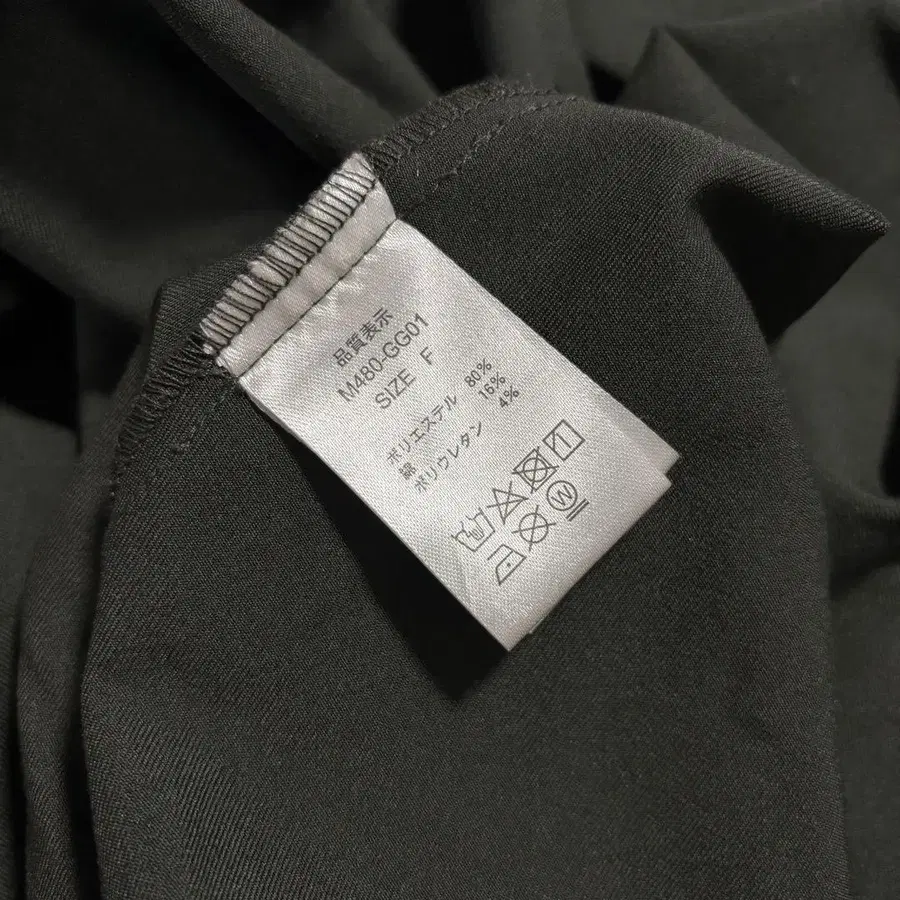 品質表示
M480-GG01
SIZE F
ポリエステル 80%
綿 16%
ポリウレタン 4%
W